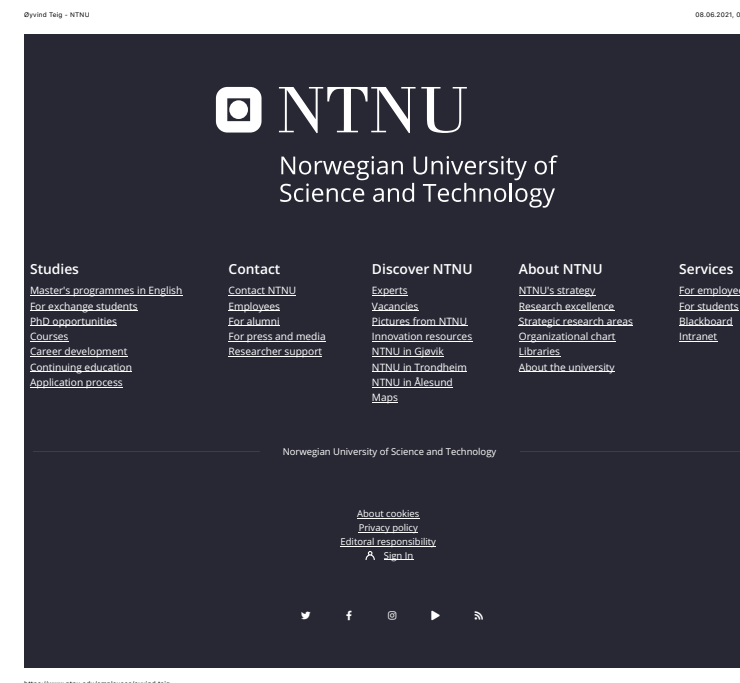 Øyvind Teig - NTNU
08.06.2021, 0
NTNU
Norwegian University of
Science and Technology
Studies
Master's programmes in English
For exchange students
PhD opportunities
Courses
Career development
Continuing education
Application process
Contact
Contact NTNU
Employees
For alumni
For press and media
Researcher support
Discover NTNU
Experts
Vacancies
Pictures from NTNU
Innovation resources
NTNU in Gjøvik
NTNU in Trondheim
NTNU in Ålesund
Maps
About NTNU
NTNU's strategy
Research excellence
Strategic research areas
Organizational chart
Libraries
About the university
Services
For employee
For students
Blackboard
Intranet
Norwegian University of Science and Technology
About cookies
Privacy policy
Editoral responsibility
Sign In